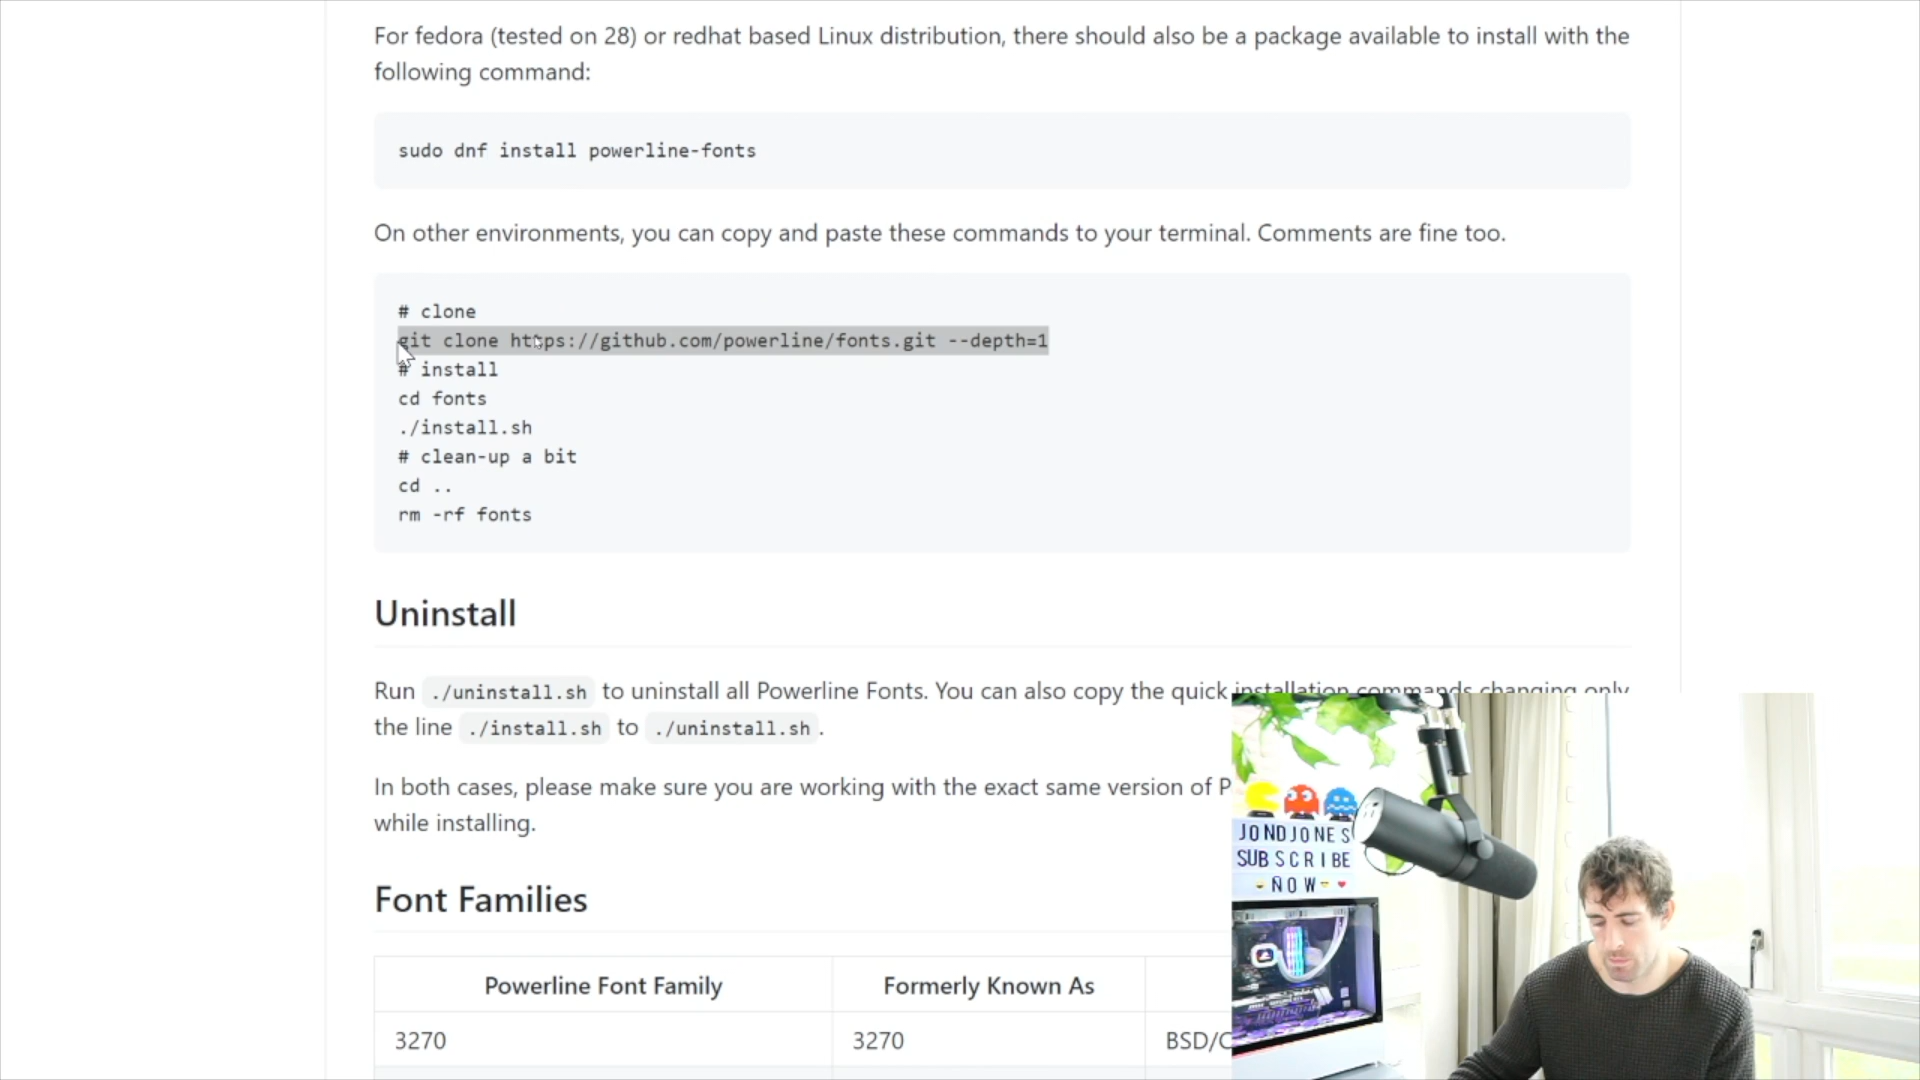 For fedora (tested on 28) or redhat based Linux distribution, there should also be a package available to install with the
following command:
sudo dnf install powerline-fonts
On other environments, you can copy and paste these commands to your terminal. Comments are fine too.
# clone
git clone https://github.com/powerline/fonts.git --depth=1
# install
cd fonts
./install.sh
# clean-up a bit
cd ..
rm -rf fonts
Uninstall
Run ./uninstall.sh to uninstall all Powerline Fonts. You can also copy the quick installation commands changing only
the line ./install.sh to ./uninstall.sh.
In both cases, please make sure you are working with the exact same version of P
while installing.
Font Families
Powerline Font Family Formerly Known As
3270 3270 BSD/C
JONDJONES
SUBSCRIBE
NOW